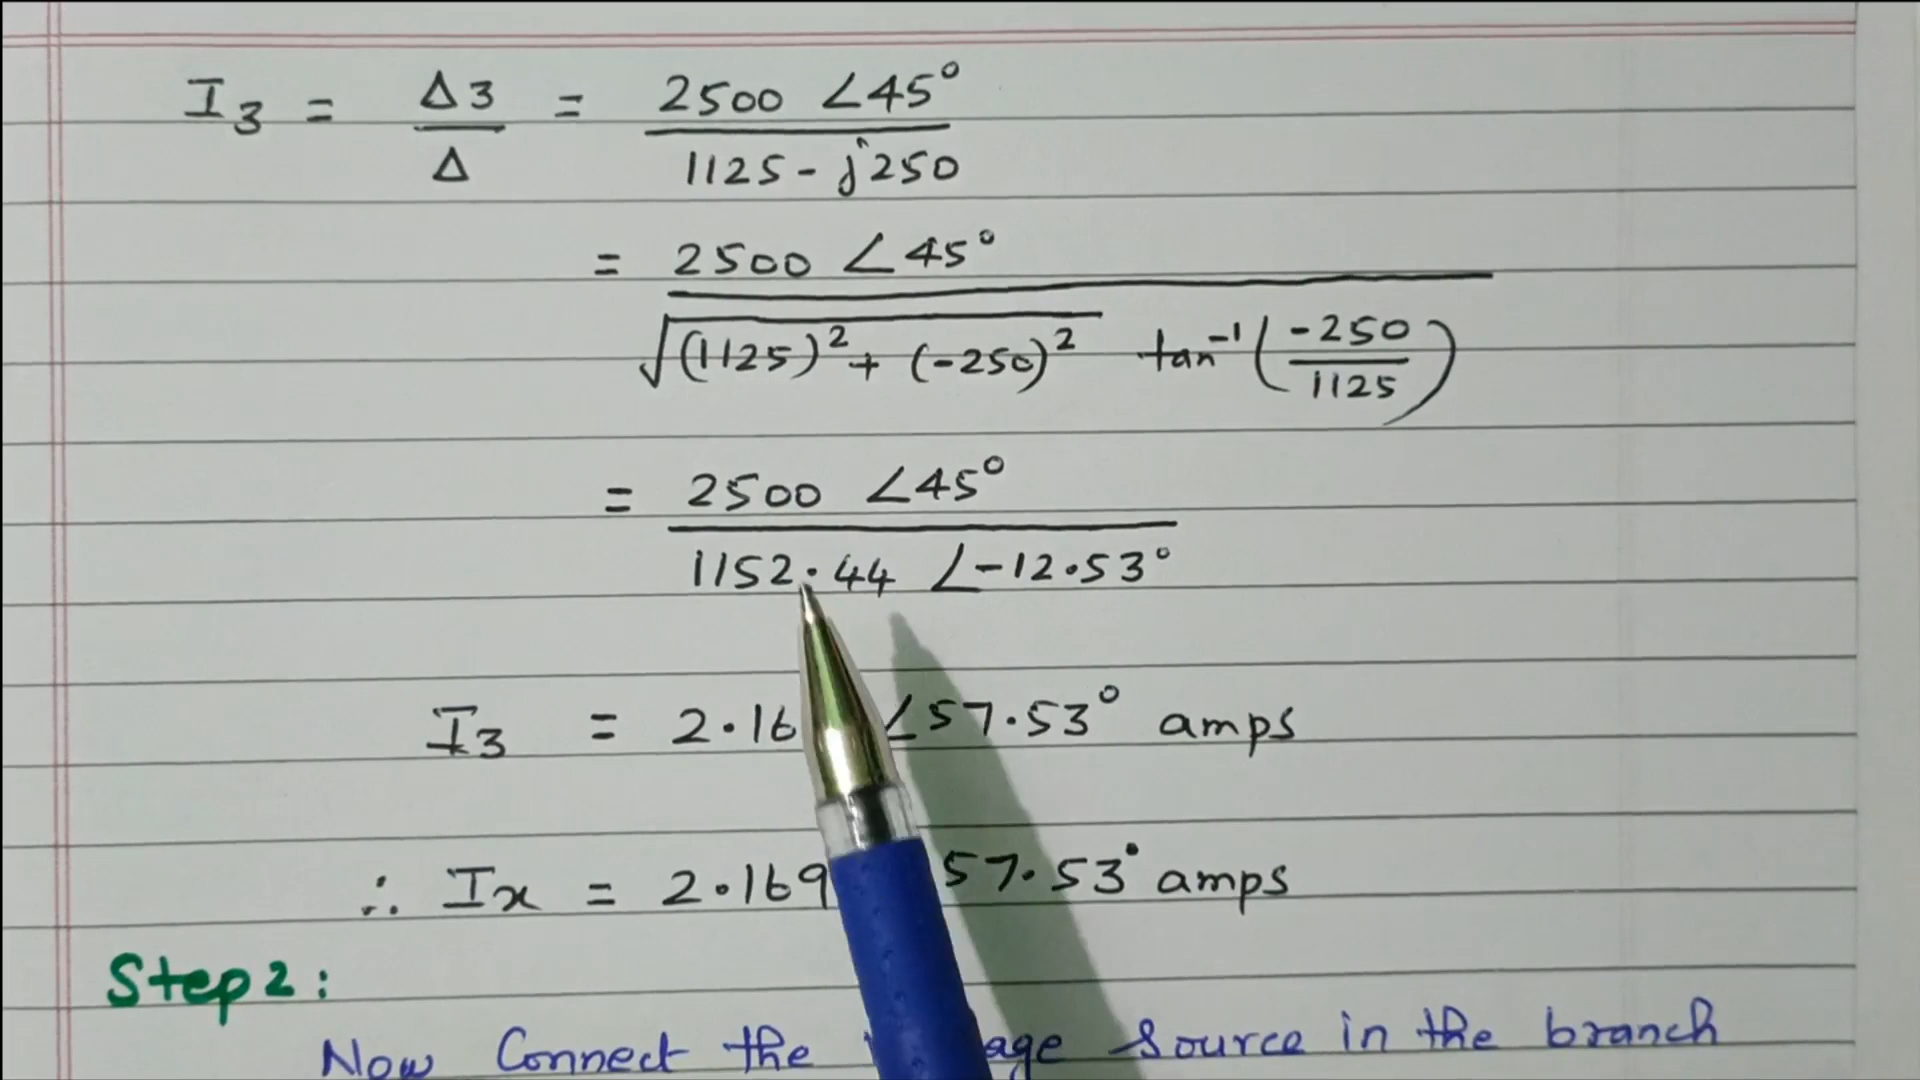 I3 = Δ3 / Δ = 2500 ∠45° / 1125 - j250
= 2500 ∠45° / √(1125)² + (-250)² tan⁻¹(-250/1125)
= 2500 ∠45° / 1152.44 ∠-12.53°
I3 = 2.16 ∠57.53° amps
∴ Ix = 2.169 57.53° amps
Step 2:
Now Connect the source in the branch